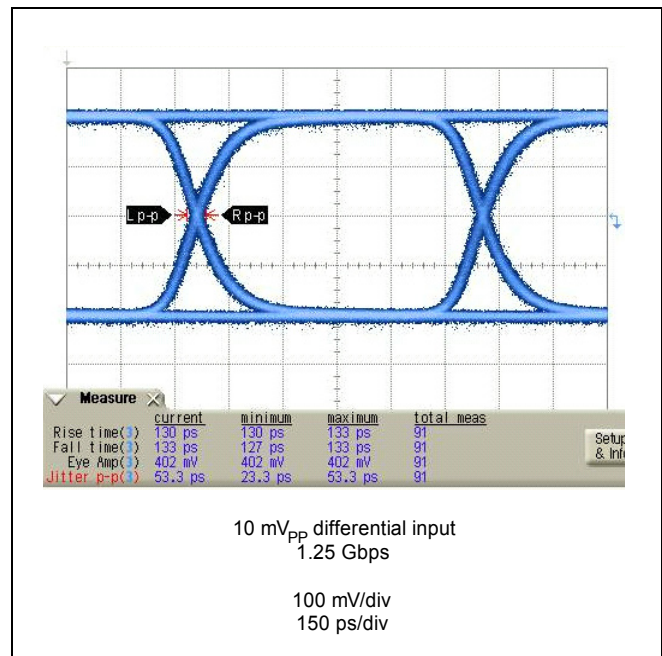 L p-p R p-p
Measure
current minimum maximum total meas
Rise time(3) 130 ps 130 ps 133 ps 91
Fall time(3) 133 ps 127 ps 133 ps 91
Eye Amp(3) 402 mV 402 mV 402 mV 91
Jitter p-p(3) 53.3 ps 23.3 ps 53.3 ps 91
Setup
& Info
10 mVPP differential input
1.25 Gbps
100 mV/div
150 ps/div